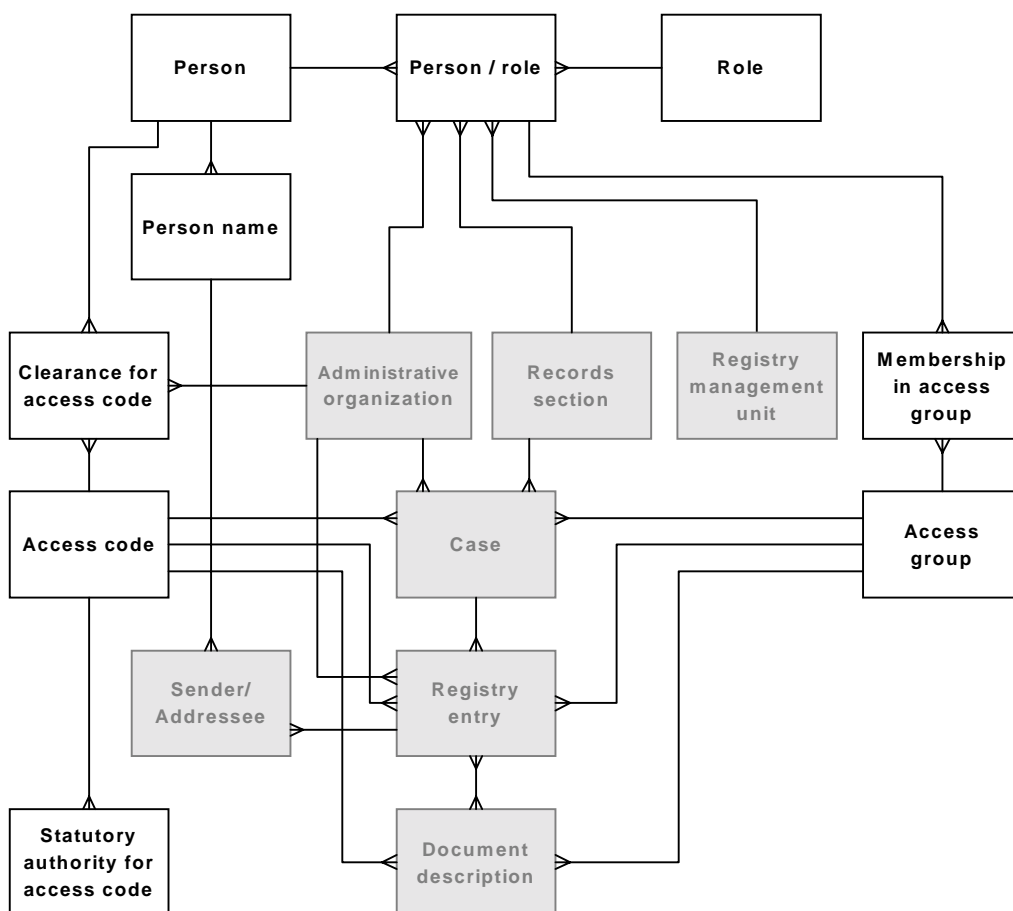 Person
Person / role
Role
Person name
Clearance for
access code
Administrative
organization
Records
section
Registry
management
unit
Membership
in access
group
Access code
Case
Access
group
Sender/
Addressee
Registry
entry
Statutory
authority for
access code
Document
description